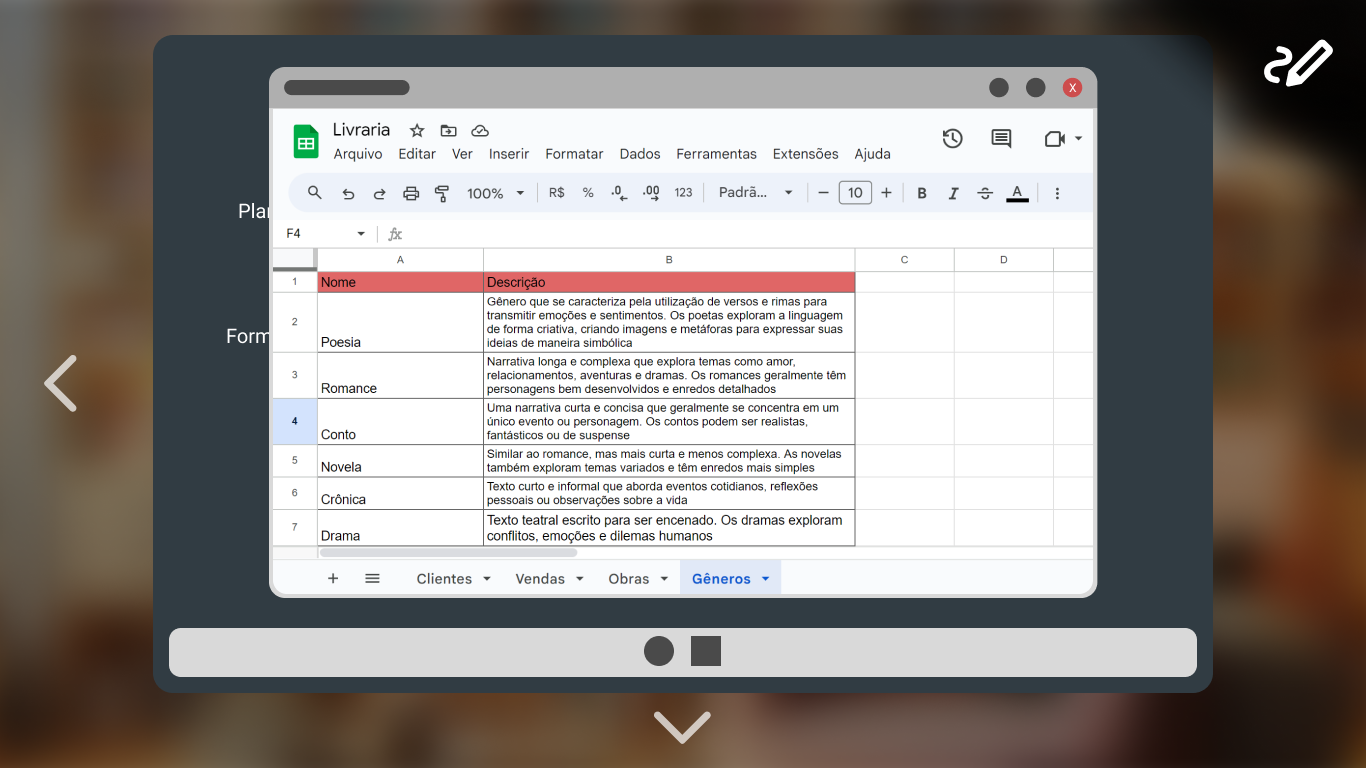 X
Livraria
Arquivo Editar Ver Inserir Formatar Dados Ferramentas Extensões Ajuda
100% R$ % .0 .00 123 Padrã... 10 B I S A
Plar
F4 fx
A B C D
1 Nome Descrição
Gênero que se caracteriza pela utilização de versos e rimas para
transmitir emoções e sentimentos. Os poetas exploram a linguagem
2
de forma criativa, criando imagens e metáforas para expressar suas
Poesia ideias de maneira simbólica
Form
Narrativa longa e complexa que explora temas como amor,
3 relacionamentos, aventuras e dramas. Os romances geralmente têm
Romance personagens bem desenvolvidos e enredos detalhados
Uma narrativa curta e concisa que geralmente se concentra em um
4 único evento ou personagem. Os contos podem ser realistas,
Conto fantásticos ou de suspense
5 Similar ao romance, mas mais curta e menos complexa. As novelas
Novela também exploram temas variados e têm enredos mais simples
6 Texto curto e informal que aborda eventos cotidianos, reflexões
Crônica pessoais ou observações sobre a vida
7 Texto teatral escrito para ser encenado. Os dramas exploram
Drama conflitos, emoções e dilemas humanos
+ Clientes Vendas Obras Gêneros